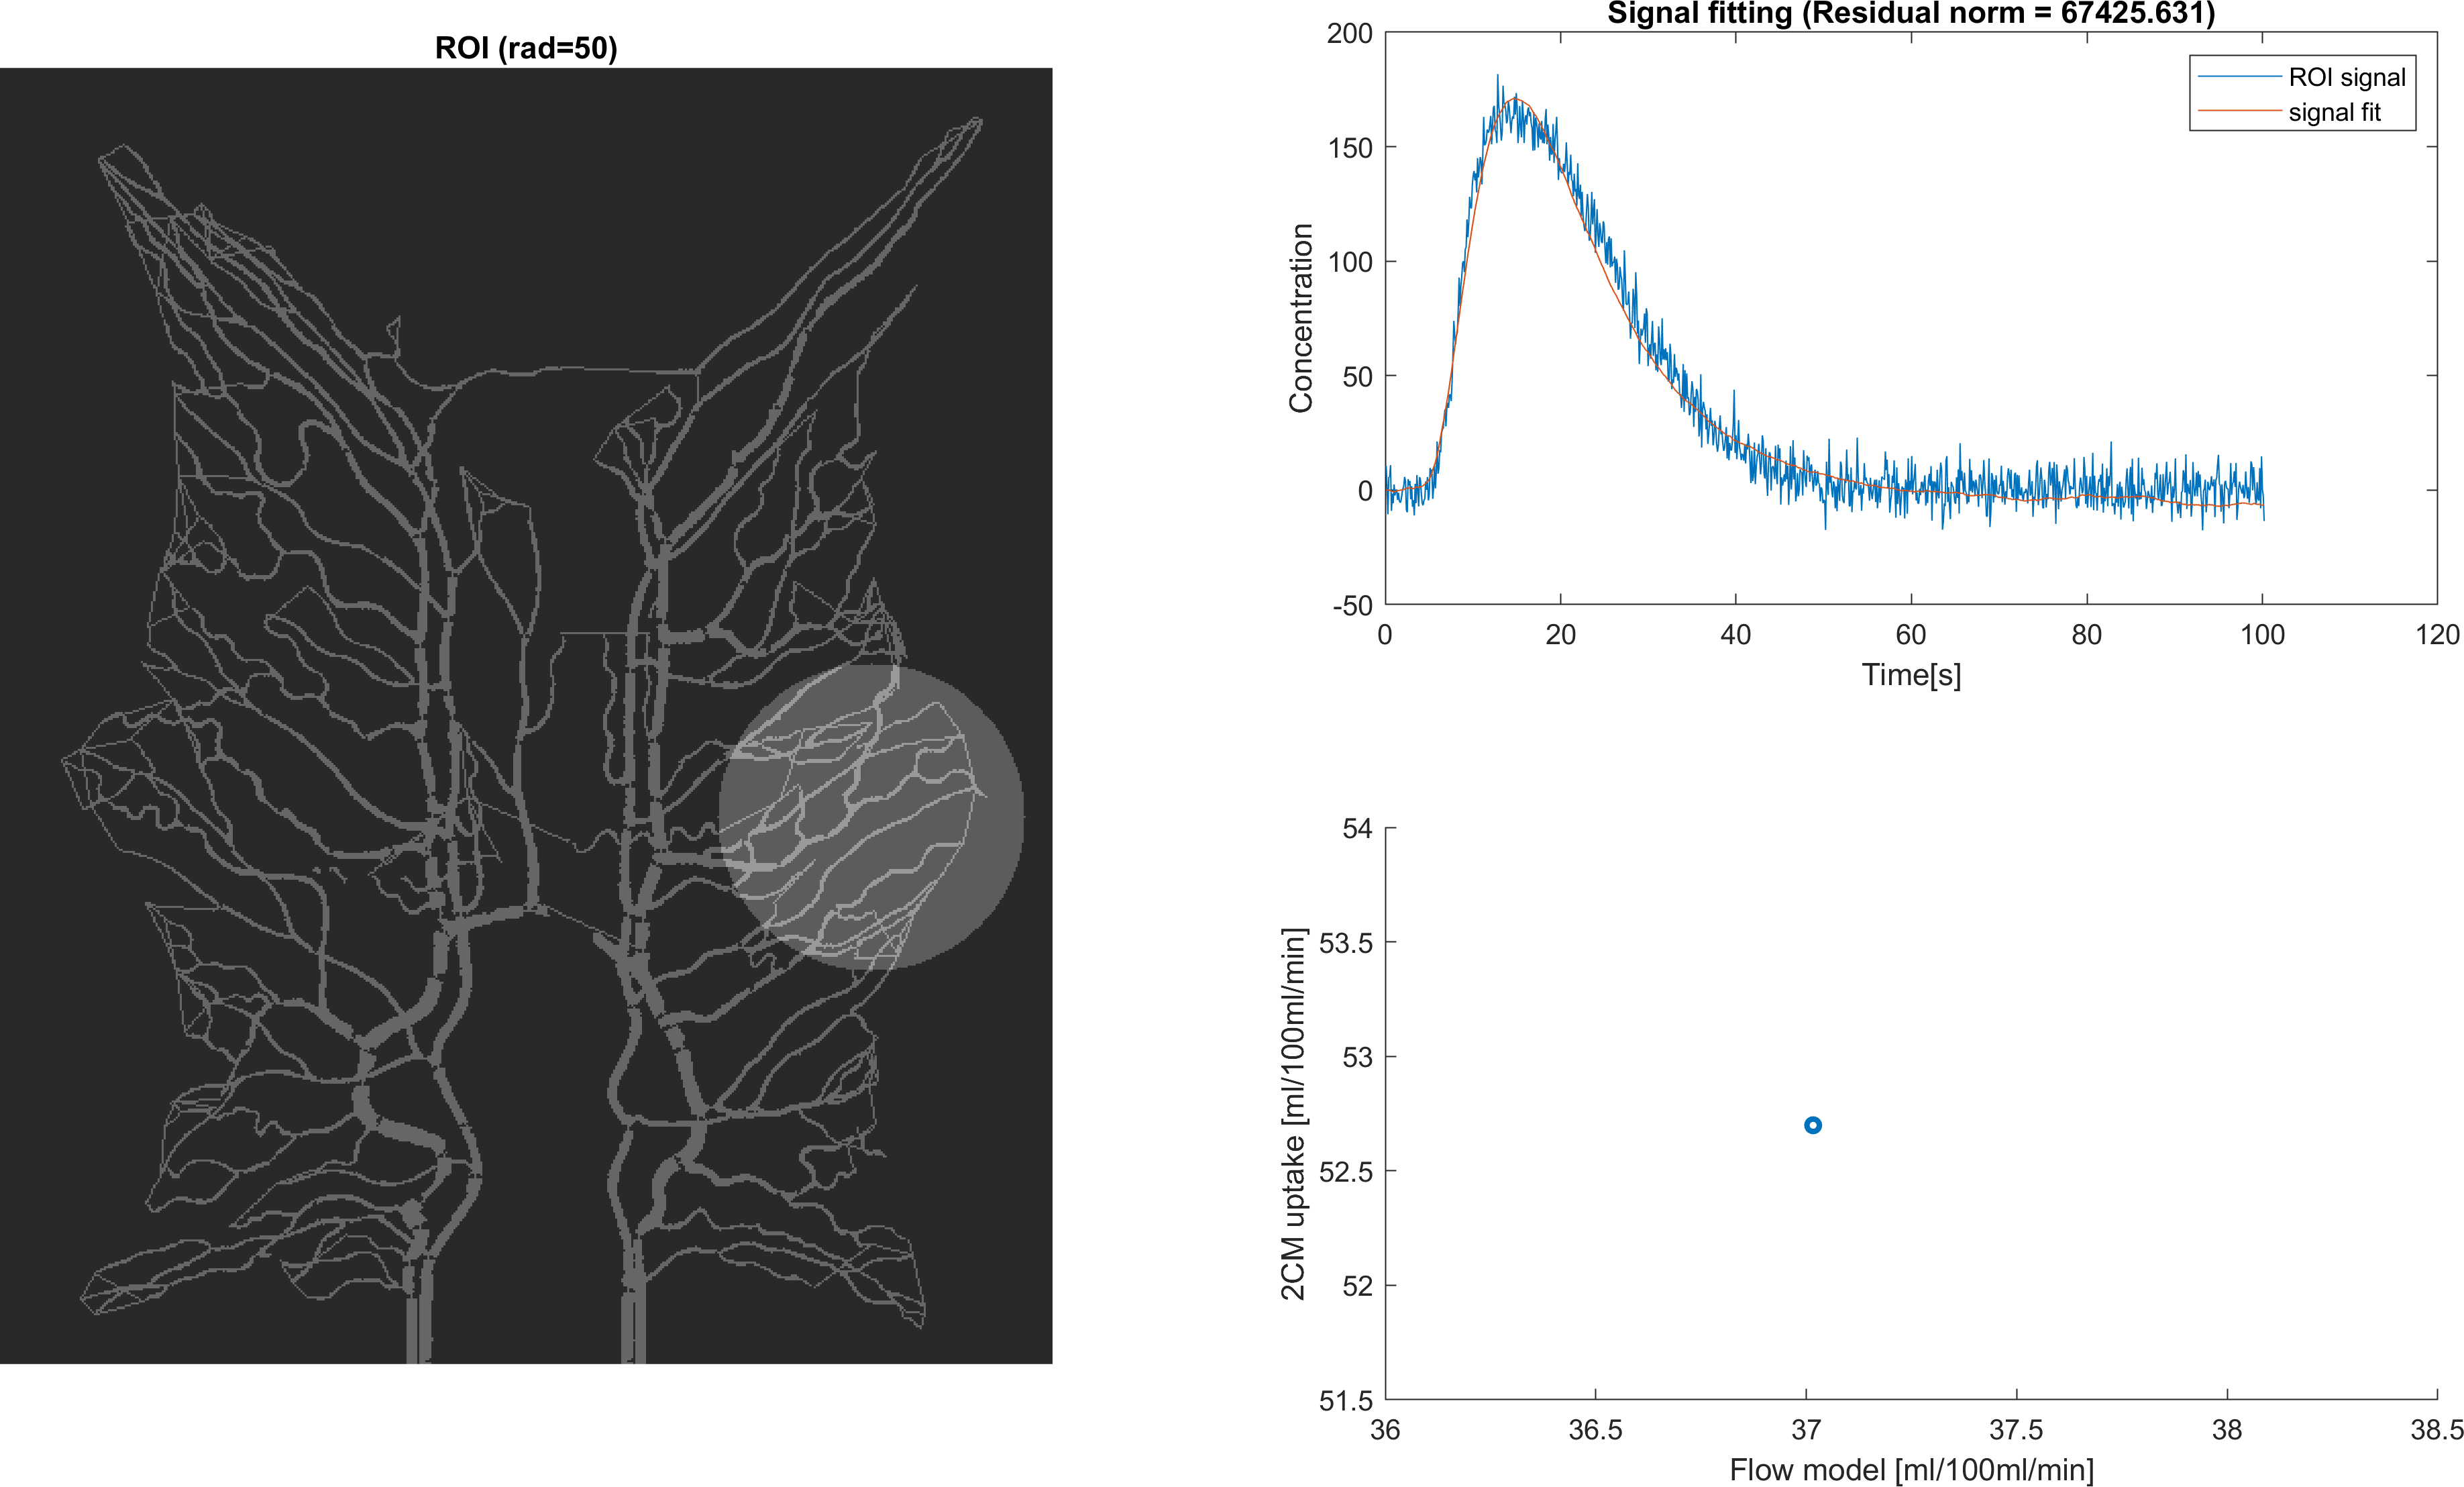 ROI (rad=50)
Signal fitting (Residual norm = 67425.631)
200
150
100
50
0
-50
Concentration
ROI signal
signal fit
0 20 40 60 80 100 120
Time[s]
54
53.5
53
52.5
52
51.5
2CM uptake [ml/100ml/min]
36 36.5 37 37.5 38 38.5
Flow model [ml/100ml/min]